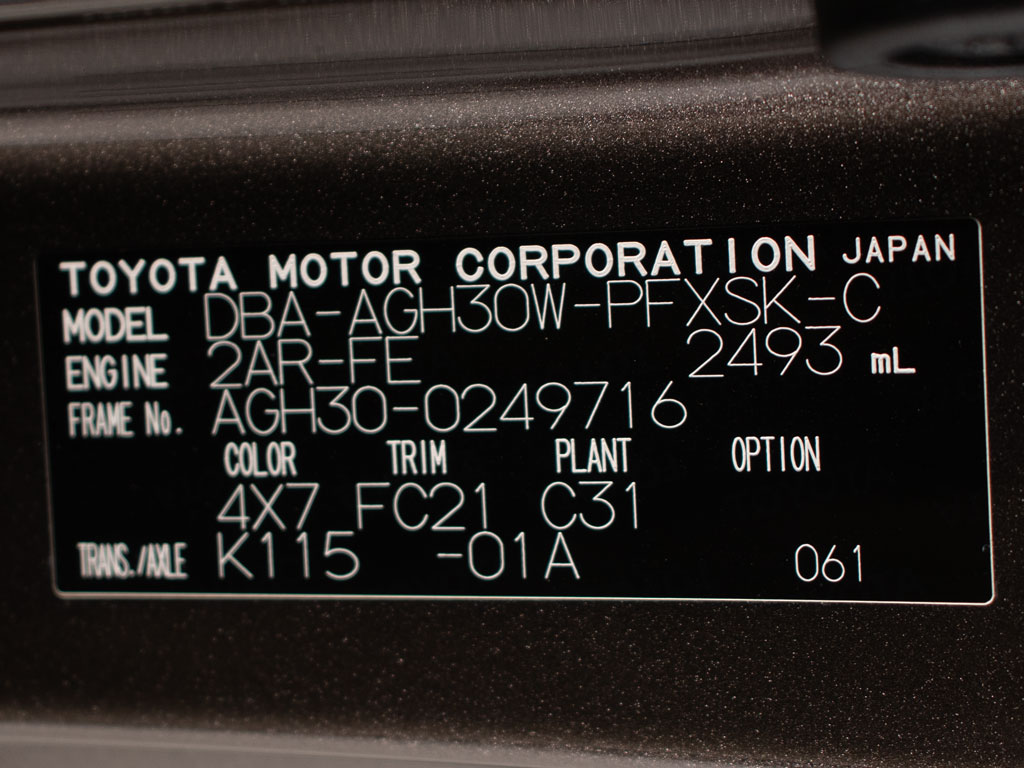 TOYOTA MOTOR CORPORATION JAPAN
MODEL DBA-AGH30W-PFXSK-C
ENGINE 2AR-FE 2493 mL
FRAME No. AGH30-0249716
COLOR TRIM PLANT OPTION
4X7 FC21 C31
TRANS./AXLE K115 -01A 061